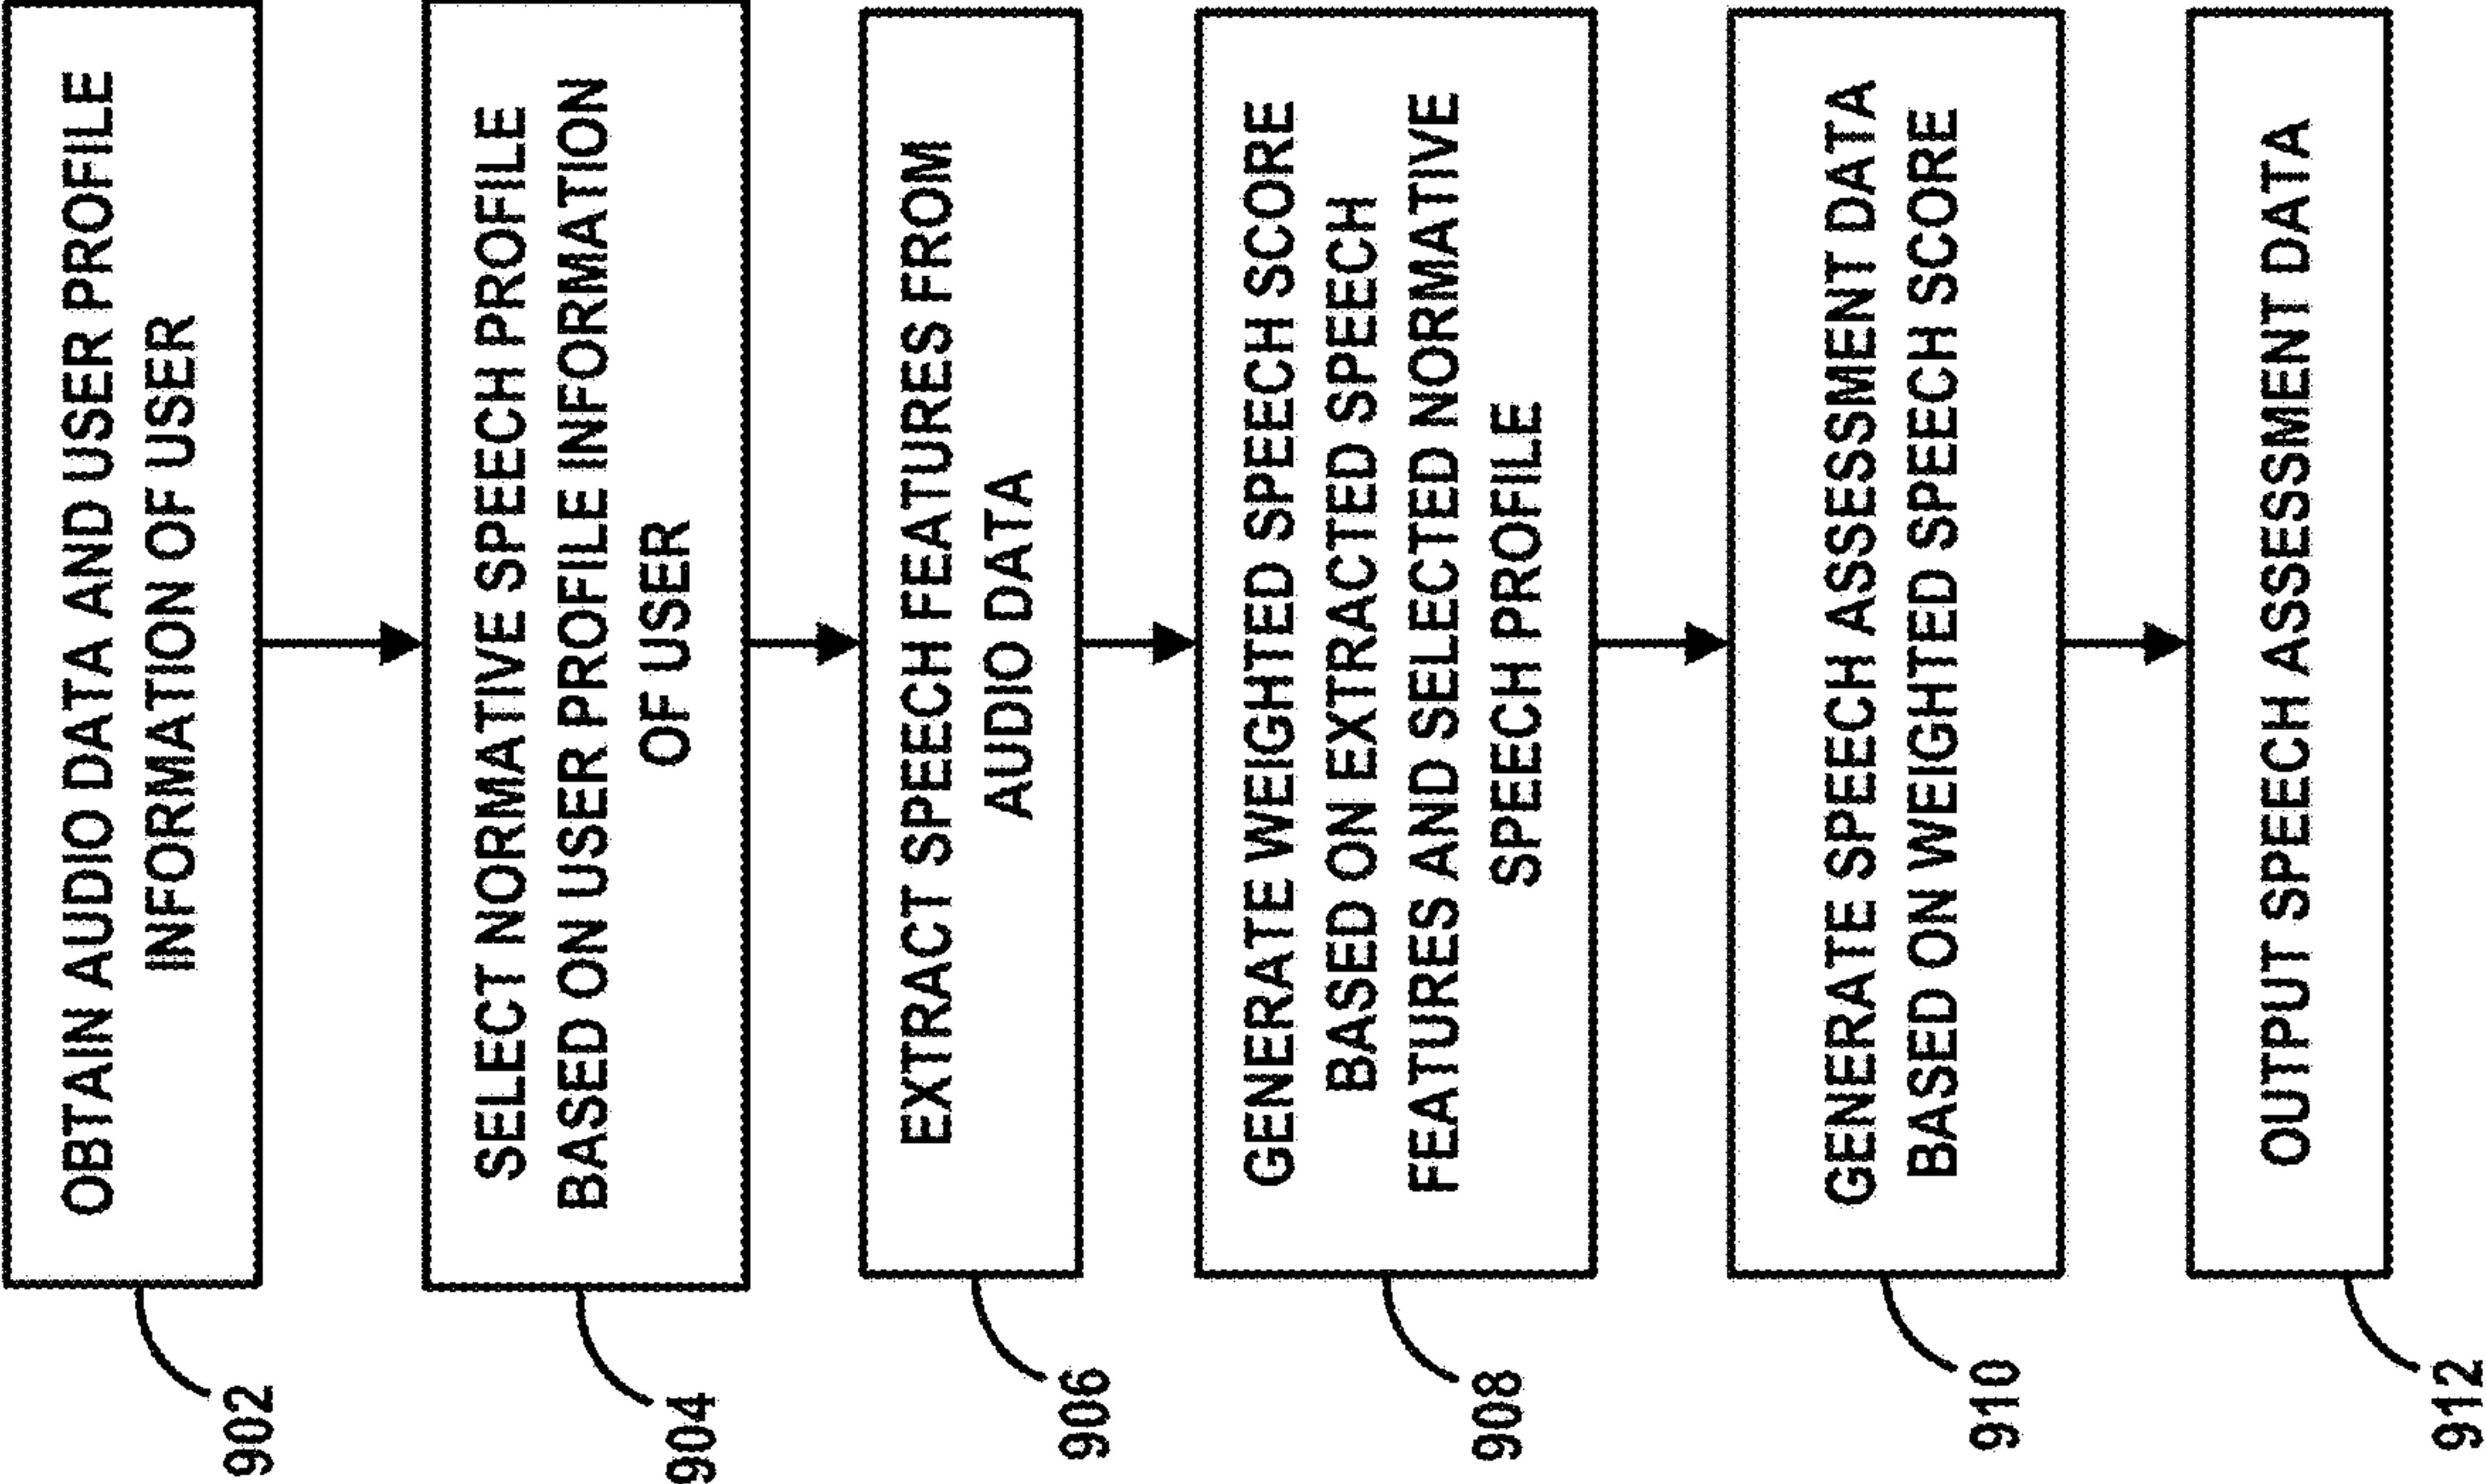 OBTAIN AUDIO DATA AND USER PROFILE
INFORMATION OF USER
902
SELECT NORMATIVE SPEECH PROFILE
BASED ON USER PROFILE INFORMATION
OF USER
904
EXTRACT SPEECH FEATURES FROM
AUDIO DATA
906
GENERATE WEIGHTED SPEECH SCORE
BASED ON EXTRACTED SPEECH
FEATURES AND SELECTED NORMATIVE
SPEECH PROFILE
908
GENERATE SPEECH ASSESSMENT DATA
BASED ON WEIGHTED SPEECH SCORE
910
OUTPUT SPEECH ASSESSMENT DATA
912